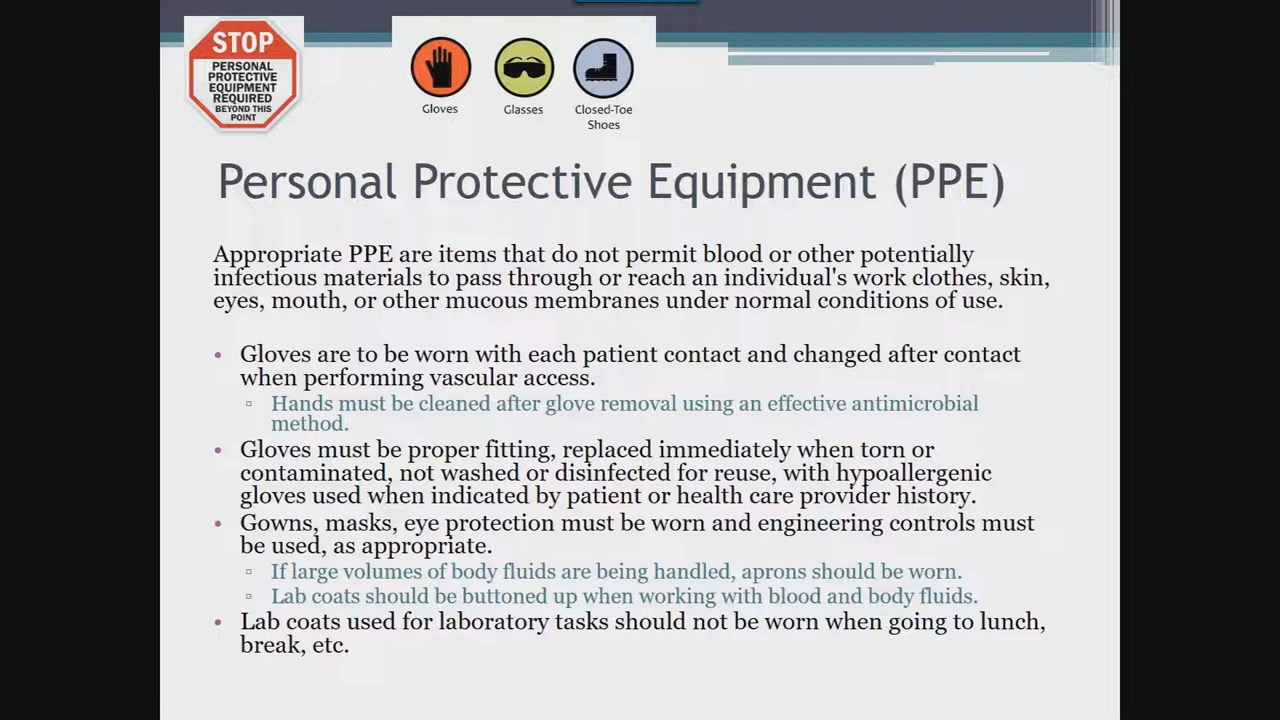 STOP
PERSONAL
PROTECTIVE
EQUIPMENT
REQUIRED
BEYOND THIS
POINT
Gloves
Glasses
Closed-Toe
Shoes
Personal Protective Equipment (PPE)
Appropriate PPE are items that do not permit blood or other potentially
infectious materials to pass through or reach an individual's work clothes, skin,
eyes, mouth, or other mucous membranes under normal conditions of use.
• Gloves are to be worn with each patient contact and changed after contact
when performing vascular access.
▫ Hands must be cleaned after glove removal using an effective antimicrobial
method.
• Gloves must be proper fitting, replaced immediately when torn or
contaminated, not washed or disinfected for reuse, with hypoallergenic
gloves used when indicated by patient or health care provider history.
• Gowns, masks, eye protection must be worn and engineering controls must
be used, as appropriate.
▫ If large volumes of body fluids are being handled, aprons should be worn.
▫ Lab coats should be buttoned up when working with blood and body fluids.
• Lab coats used for laboratory tasks should not be worn when going to lunch,
break, etc.